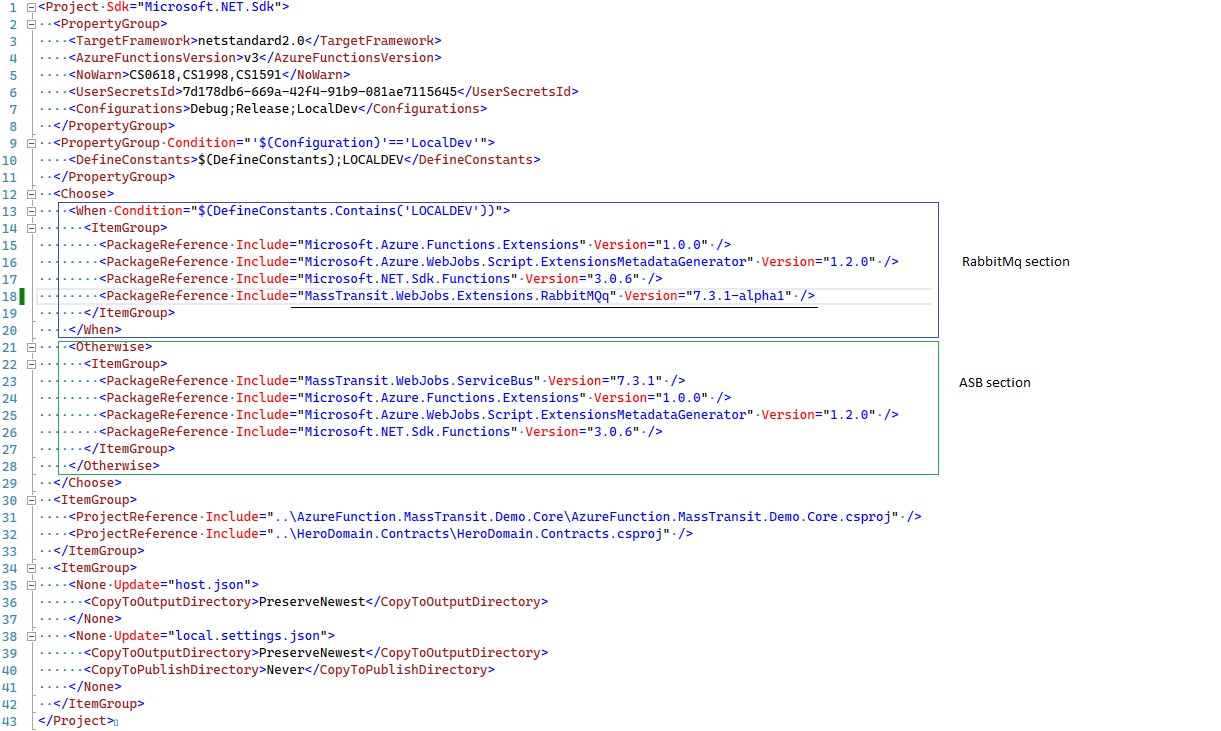 1 <Project Sdk="Microsoft.NET.Sdk">
2 <PropertyGroup>
3 <TargetFramework>netstandard2.0</TargetFramework>
4 <AzureFunctionsVersion>v3</AzureFunctionsVersion>
5 <NoWarn>CS0618,CS1998,CS1591</NoWarn>
6 <UserSecretsId>7d178db6-669a-42f4-91b9-081ae7115645</UserSecretsId>
7 <Configurations>Debug;Release;LocalDev</Configurations>
8 </PropertyGroup>
9 <PropertyGroup Condition="'$(Configuration)'=='LocalDev'">
10 <DefineConstants>$(DefineConstants);LOCALDEV</DefineConstants>
11 </PropertyGroup>
12 <Choose>
13 <When Condition="$(DefineConstants.Contains('LOCALDEV'))">
14 <ItemGroup>
15 <PackageReference Include="Microsoft.Azure.Functions.Extensions" Version="1.0.0" />
16 <PackageReference Include="Microsoft.Azure.WebJobs.Script.ExtensionsMetadataGenerator" Version="1.2.0" />
RabbitMq section
17 <PackageReference Include="Microsoft.NET.Sdk.Functions" Version="3.0.6" />
18 <PackageReference Include="MassTransit.WebJobs.Extensions.RabbitMQq" Version="7.3.1-alpha1" />
19 </ItemGroup>
20 </When>
21 <Otherwise>
22 <ItemGroup>
23 <PackageReference Include="MassTransit.WebJobs.ServiceBus" Version="7.3.1" />
ASB section
24 <PackageReference Include="Microsoft.Azure.Functions.Extensions" Version="1.0.0" />
25 <PackageReference Include="Microsoft.Azure.WebJobs.Script.ExtensionsMetadataGenerator" Version="1.2.0" />
26 <PackageReference Include="Microsoft.NET.Sdk.Functions" Version="3.0.6" />
27 </ItemGroup>
28 </Otherwise>
29 </Choose>
30 <ItemGroup>
31 <ProjectReference Include="..\AzureFunction.MassTransit.Demo.Core\AzureFunction.MassTransit.Demo.Core.csproj" />
32 <ProjectReference Include="..\HeroDomain.Contracts\HeroDomain.Contracts.csproj" />
33 </ItemGroup>
34 <ItemGroup>
35 <None Update="host.json">
36 <CopyToOutputDirectory>PreserveNewest</CopyToOutputDirectory>
37 </None>
38 <None Update="local.settings.json">
39 <CopyToOutputDirectory>PreserveNewest</CopyToOutputDirectory>
40 <CopyToPublishDirectory>Never</CopyToPublishDirectory>
41 </None>
42 </ItemGroup>
43 </Project>